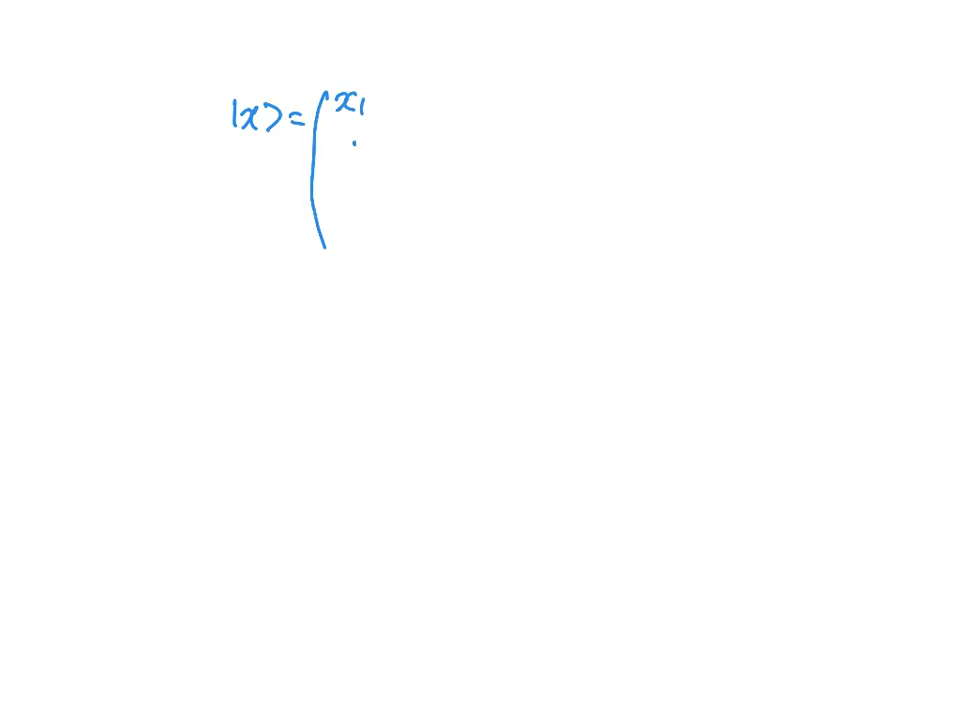 |x⟩ = ( x₁
.